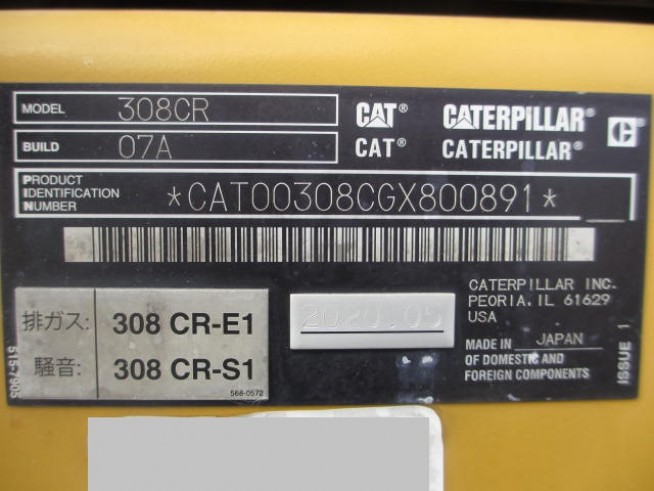 MODEL 308CR
CAT® CATERPILLAR®
BUILD 07A
CAT® CATERPILLAR®
PRODUCT
IDENTIFICATION
NUMBER
*CAT00308CGX800891*
排ガス: 308 CR-E1
騒音: 308 CR-S1
568-0572
515-7905
2020.05
CATERPILLAR INC.
PEORIA, IL 61629
USA
MADE IN JAPAN
OF DOMESTIC AND
FOREIGN COMPONENTS
ISSUE 1